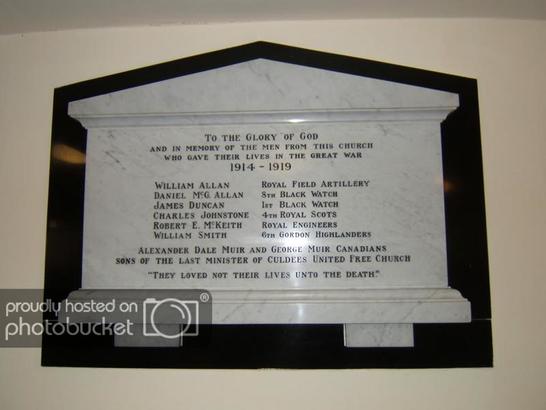 TO THE GLORY OF GOD
AND IN MEMORY OF THE MEN FROM THIS CHURCH
WHO GAVE THEIR LIVES IN THE GREAT WAR
1914 - 1919
WILLIAM ALLAN ROYAL FIELD ARTILLERY
DANIEL McG. ALLAN 8TH BLACK WATCH
JAMES DUNCAN 1ST BLACK WATCH
CHARLES JOHNSTONE 4TH ROYAL SCOTS
ROBERT E. McKEITH ROYAL ENGINEERS
WILLIAM SMITH 6TH GORDON HIGHLANDERS
ALEXANDER DALE MUIR AND GEORGE MUIR CANADIANS
SONS OF THE LAST MINISTER OF CULDEES UNITED FREE CHURCH
"THEY LOVED NOT THEIR LIVES UNTO THE DEATH."
proudly hosted on
photobucket ®